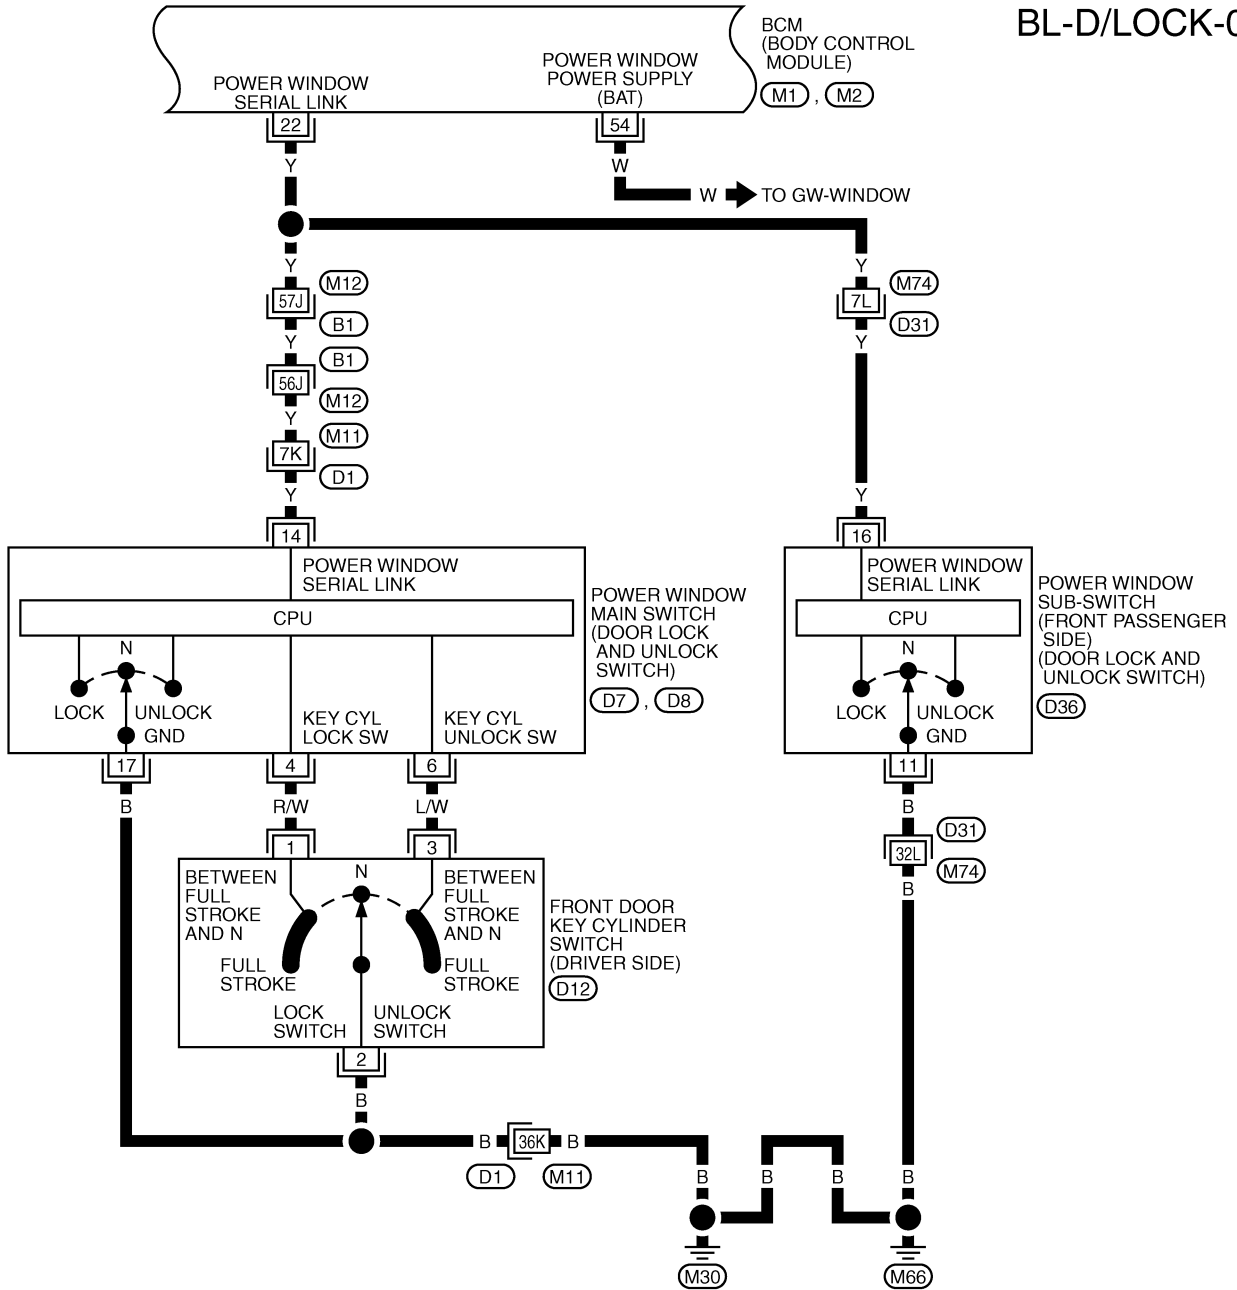 BL-D/LOCK-0
BCM
(BODY CONTROL
MODULE)
M1 , M2
POWER WINDOW
SERIAL LINK
POWER WINDOW
POWER SUPPLY
(BAT)
22
54
Y
W
W
TO GW-WINDOW
Y
Y
M12
57J
B1
M74
7L
D31
Y
Y
B1
56J
M12
Y
M11
7K
D1
Y
Y
14
16
POWER WINDOW
SERIAL LINK
CPU
N
LOCK
UNLOCK
GND
KEY CYL
LOCK SW
KEY CYL
UNLOCK SW
POWER WINDOW
MAIN SWITCH
(DOOR LOCK
AND UNLOCK
SWITCH)
D7 , D8
POWER WINDOW
SERIAL LINK
CPU
N
LOCK
UNLOCK
GND
POWER WINDOW
SUB-SWITCH
(FRONT PASSENGER
SIDE)
(DOOR LOCK AND
UNLOCK SWITCH)
D36
17
4
6
11
B
R/W
L/W
B
1
3
D31
32L
M74
B
BETWEEN
FULL
STROKE
AND N
N
BETWEEN
FULL
STROKE
AND N
FULL
STROKE
FULL
STROKE
LOCK
SWITCH
UNLOCK
SWITCH
FRONT DOOR
KEY CYLINDER
SWITCH
(DRIVER SIDE)
D12
2
B
B
36K
B
D1
M11
B
B
B
B
M30
M66